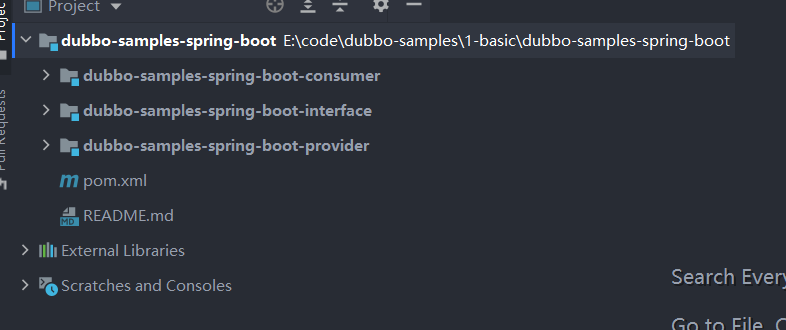 Project
Project
dubbo-samples-spring-boot E:\code\dubbo-samples\1-basic\dubbo-samples-spring-boot
dubbo-samples-spring-boot-consumer
dubbo-samples-spring-boot-interface
dubbo-samples-spring-boot-provider
Pull Requests
m pom.xml
MD README.md
External Libraries
Scratches and Consoles
Search Every
Go to File, C